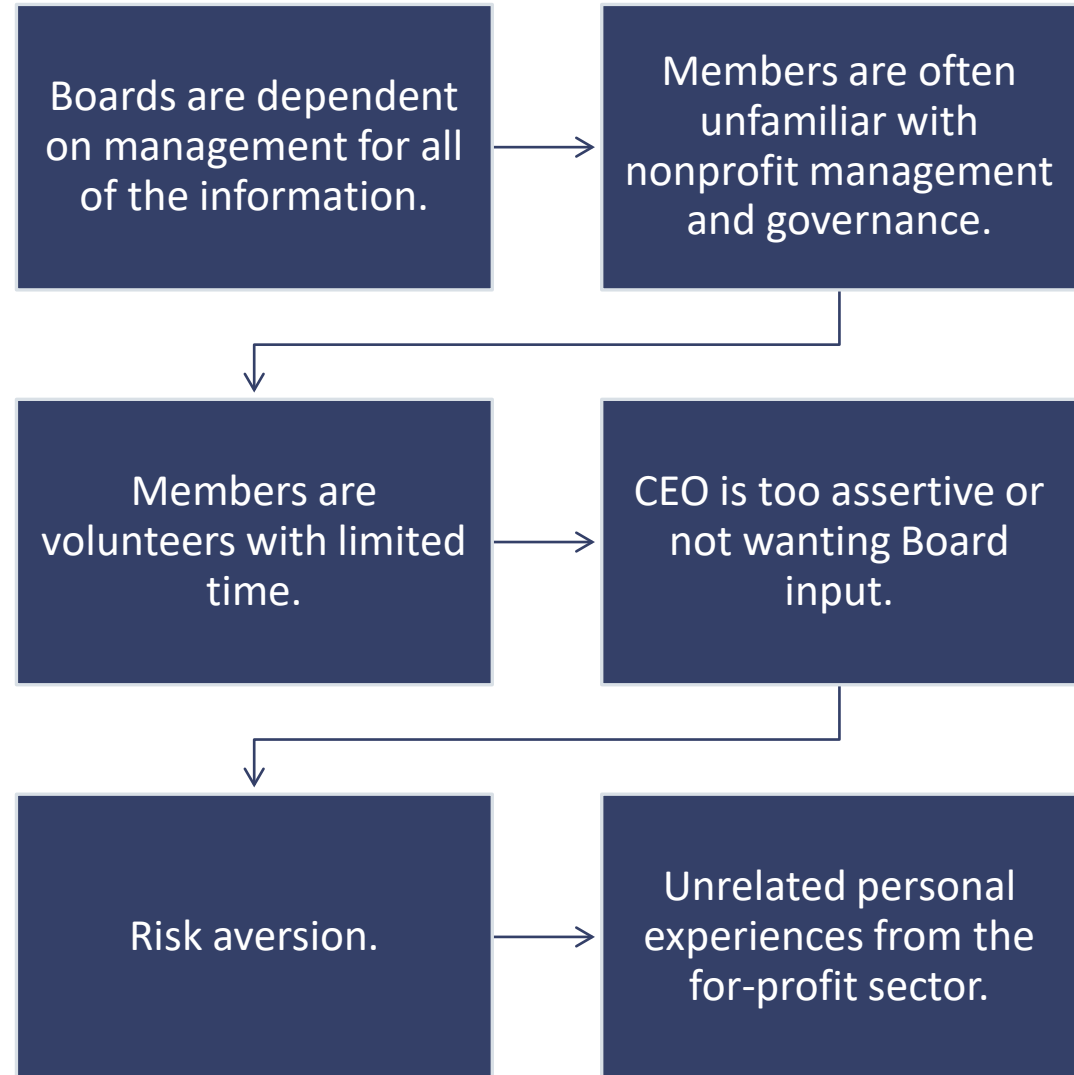 Boards are dependent
on management for all
of the information.
Members are often
unfamiliar with
nonprofit management
and governance.
Members are
volunteers with limited
time.
CEO is too assertive or
not wanting Board
input.
Risk aversion.
Unrelated personal
experiences from the
for-profit sector.